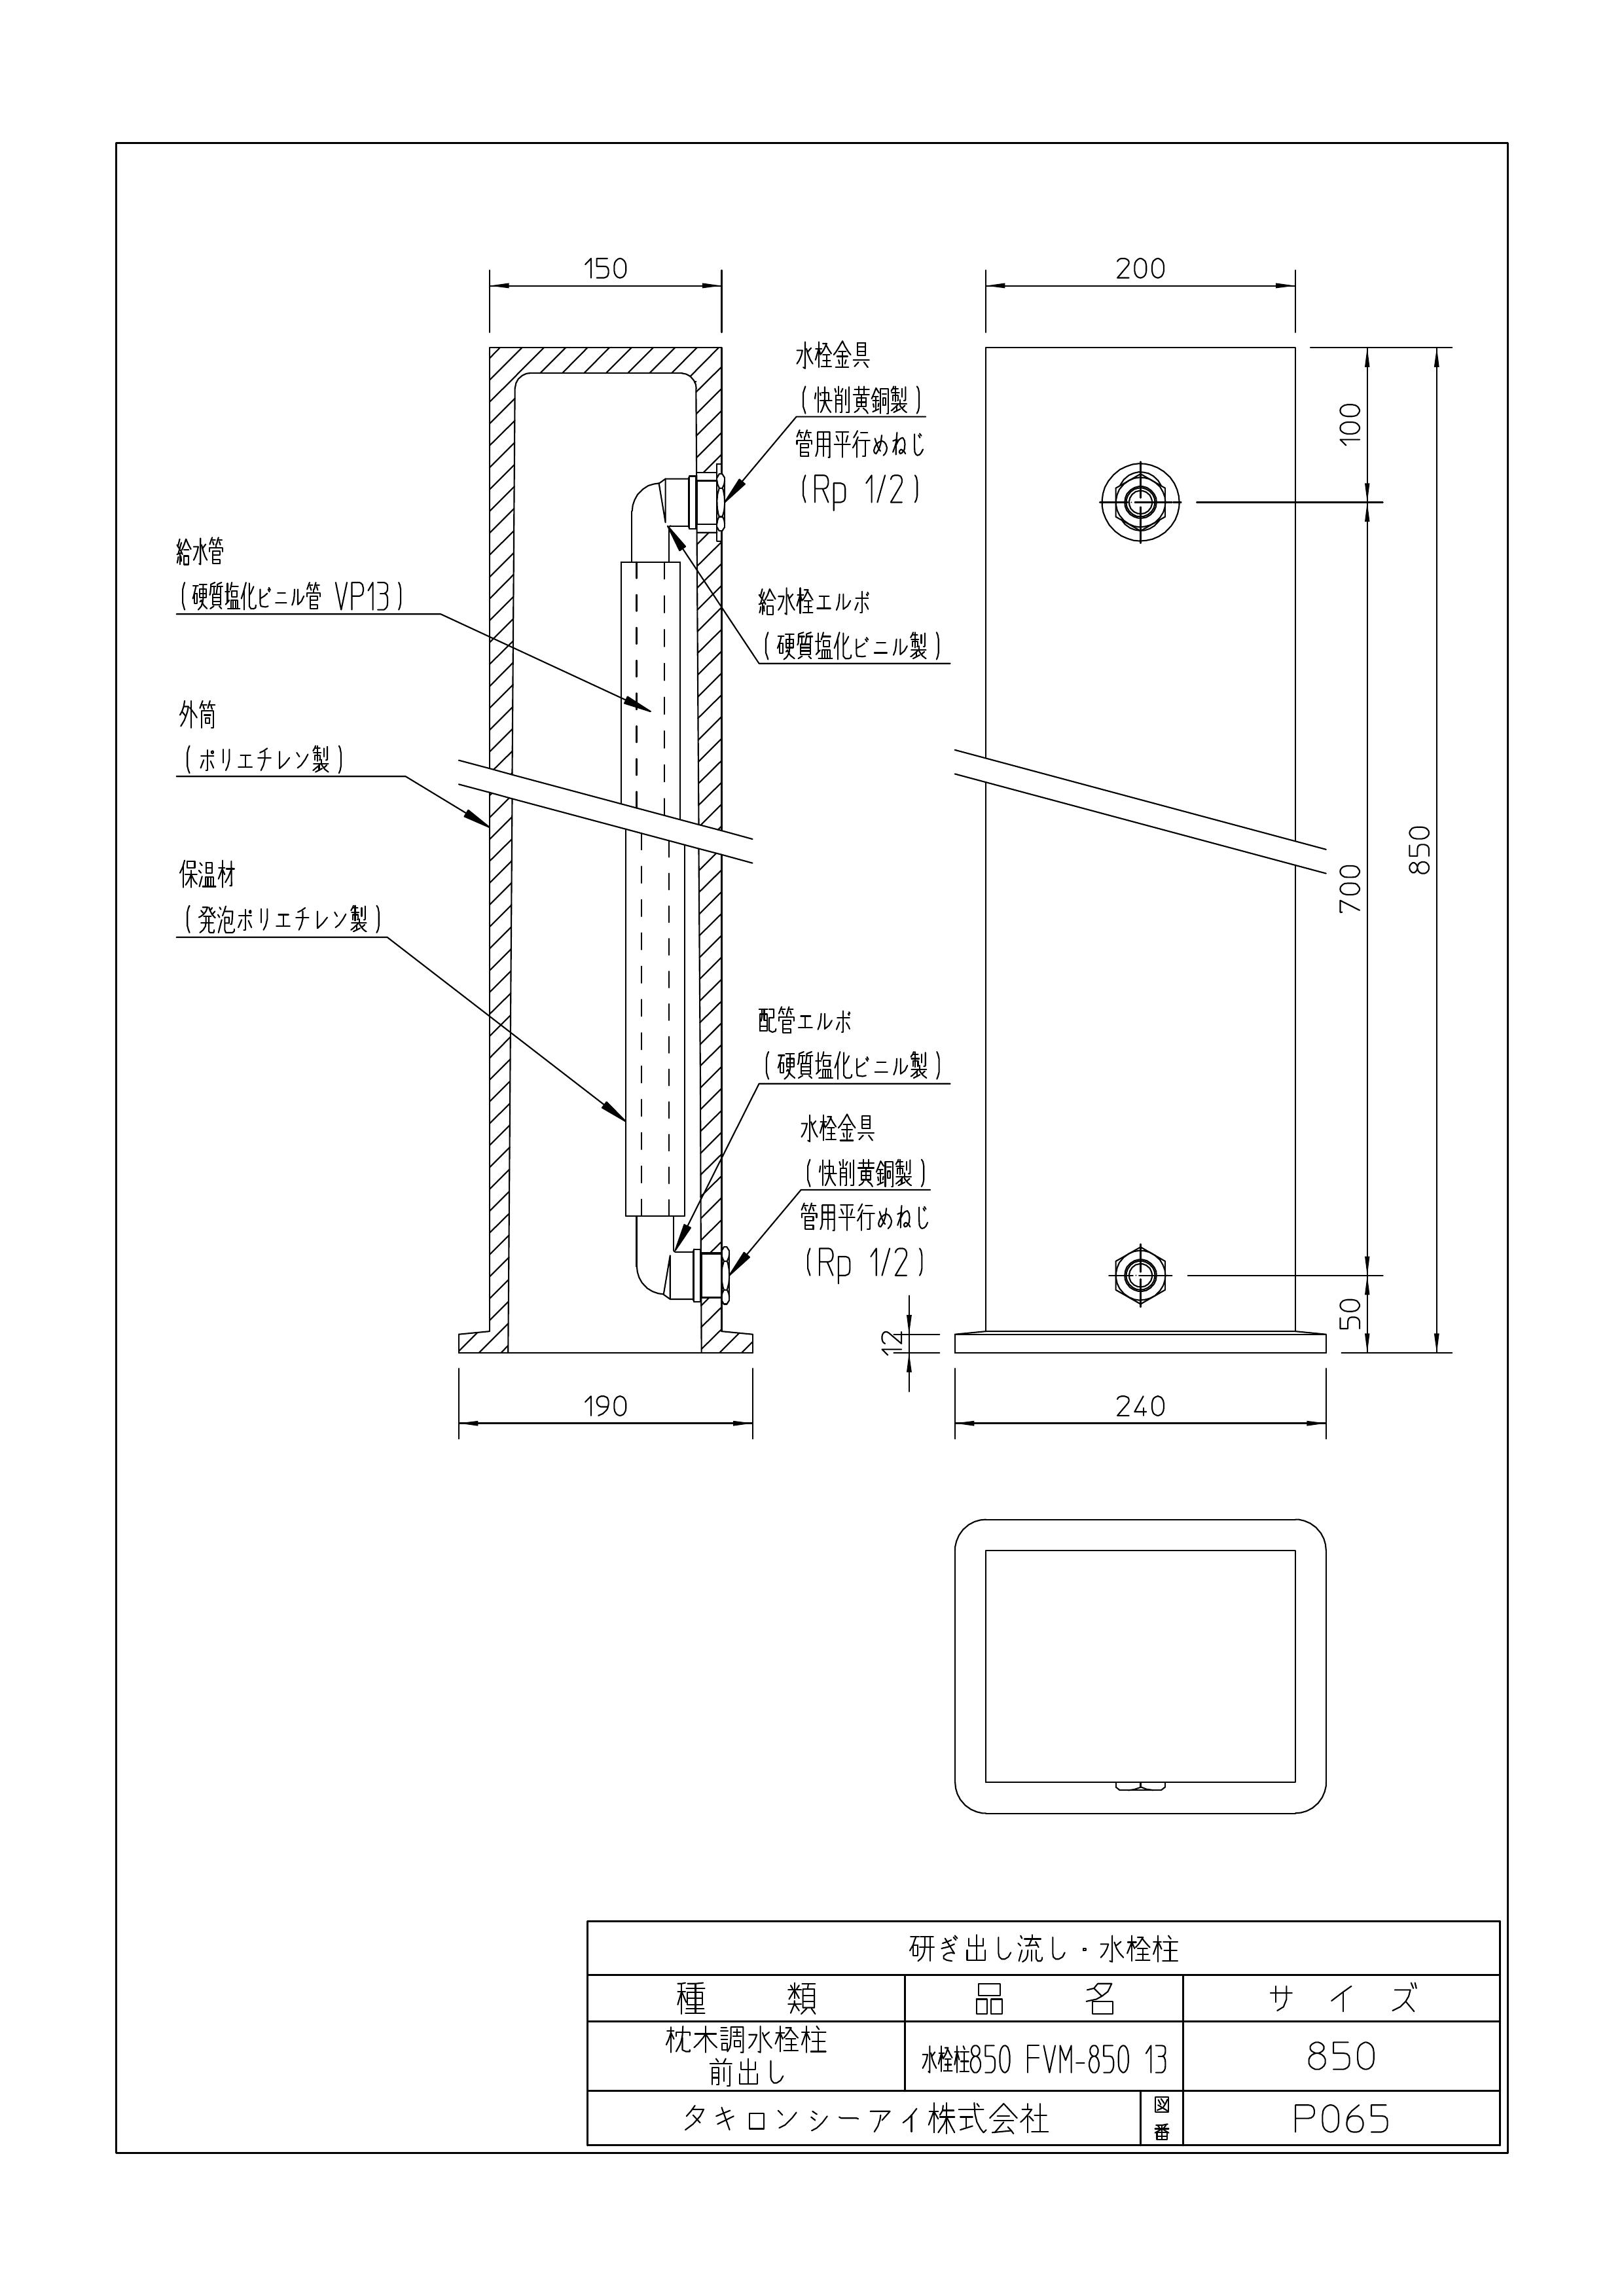 150
200
水栓金具
(快削黄銅製)
管用平行めねじ
(Rp 1/2)
100
給水管
(硬質塩化ビニル管 VP13)
給水栓エルボ
(硬質塩化ビニル製)
外筒
(ポリエチレン製)
850
700
保温材
(発泡ポリエチレン製)
配管エルボ
(硬質塩化ビニル製)
水栓金具
(快削黄銅製)
管用平行めねじ
(Rp 1/2)
50
12
190
240
研ぎ出し流し・水栓柱
種 類
品 名
サ イ ズ
枕木調水栓柱
前出し
水栓柱850 FVM-850 13
850
タキロンシーアイ株式会社
図番
P065